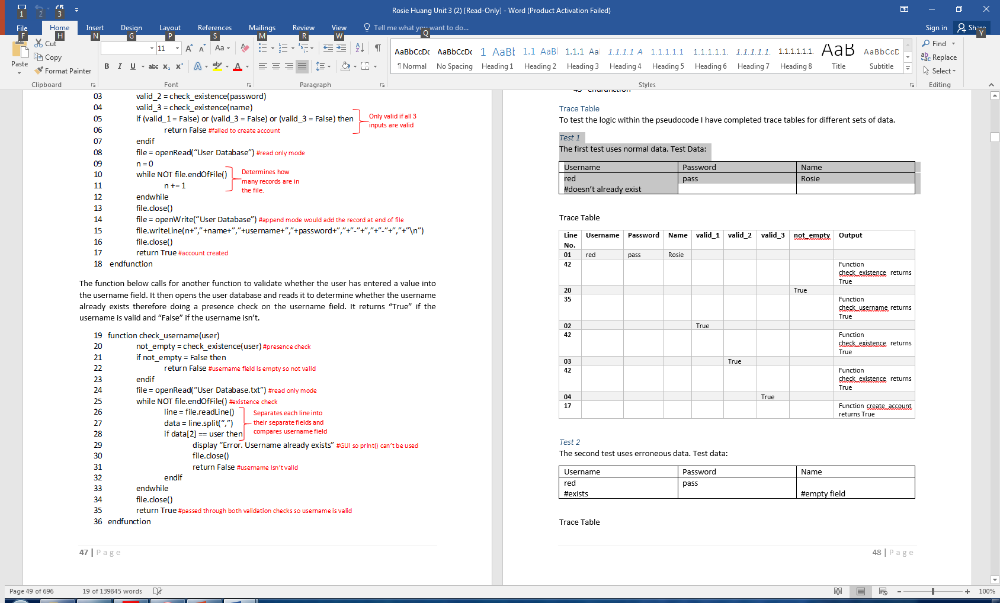 Rosie Huang Unit 3 (2) [Read-Only] - Word (Product Activation Failed)
1 2 3
File Home Insert Design Layout References Mailings Review View Tell me what you want to do... Sign in Share
F H N G P S M R W Q Y
Paste
Cut
Copy
Format Painter
Clipboard
11
Aa
B I U abc x₂ x²
A
Font
Paragraph
AaBbCcDc AaBbCcDc 1 AaBb 1.1 AaBl 1.1.1 Aa 1.1.1.1 A 1.1.1.1.1 1.1.1.1.1. 1.1.1.1.1. 1.1.1.1.1.1. AaB AaBbCcD
¶ Normal No Spacing Heading 1 Heading 2 Heading 3 Heading 4 Heading 5 Heading 6 Heading 7 Heading 8 Title Subtitle
Styles
Find
Replace
Select
Editing
03 valid_2 = check_existence(password)
04 valid_3 = check_existence(name)
05 if (valid_1 = False) or (valid_3 = False) or (valid_3 = False) then
06 return False #failed to create account
Only valid if all 3
inputs are valid
07 endif
08 file = openRead(“User Database”) #read only mode
09 n = 0
10 while NOT file.endOfFile()
11 n += 1
Determines how
many records are in
the file.
12 endwhile
13 file.close()
14 file = openWrite(“User Database”) #append mode would add the record at end of file
15 file.writeLine(n+”,”+name+”,”+username+”,”+password+”,”+”-”+”,”+”-”+”,”+”\n”)
16 file.close()
17 return True #account created
18 endfunction
The function below calls for another function to validate whether the user has entered a value into
the username field. It then opens the user database and reads it to determine whether the username
already exists therefore doing a presence check on the username field. It returns “True” if the
username is valid and “False” if the username isn’t.
19 function check_username(user)
20 not_empty = check_existence(user) #presence check
21 if not_empty = False then
22 return False #username field is empty so not valid
23 endif
24 file = openRead(“User Database.txt”) #read only mode
25 while NOT file.endOfFile() #existence check
26 line = file.readLine()
27 data = line.split(“,”)
28 if data[2] == user then
Separates each line into
their separate fields and
compares username field
29 display “Error. Username already exists” #GUI so print() can’t be used
30 file.close()
31 return False #username isn’t valid
32 endif
33 endwhile
34 file.close()
35 return True #passed through both validation checks so username is valid
36 endfunction
47 | Page
Trace Table
To test the logic within the pseudocode I have completed trace tables for different sets of data.
Test 1
The first test uses normal data. Test Data:
Username Password Name
red pass Rosie
#doesn’t already exist
Trace Table
Line Username Password Name valid_1 valid_2 valid_3 not_empty Output
No.
01 red pass Rosie
42 Function
check_existence returns
True
20 True
35 Function
check_username returns
True
02 True
42 Function
check_existence returns
True
03 True
42 Function
check_existence returns
True
04 True
17 Function create_account
returns True
Test 2
The second test uses erroneous data. Test data:
Username Password Name
red pass
#exists #empty field
Trace Table
48 | Page
Page 49 of 696 19 of 139845 words 100%